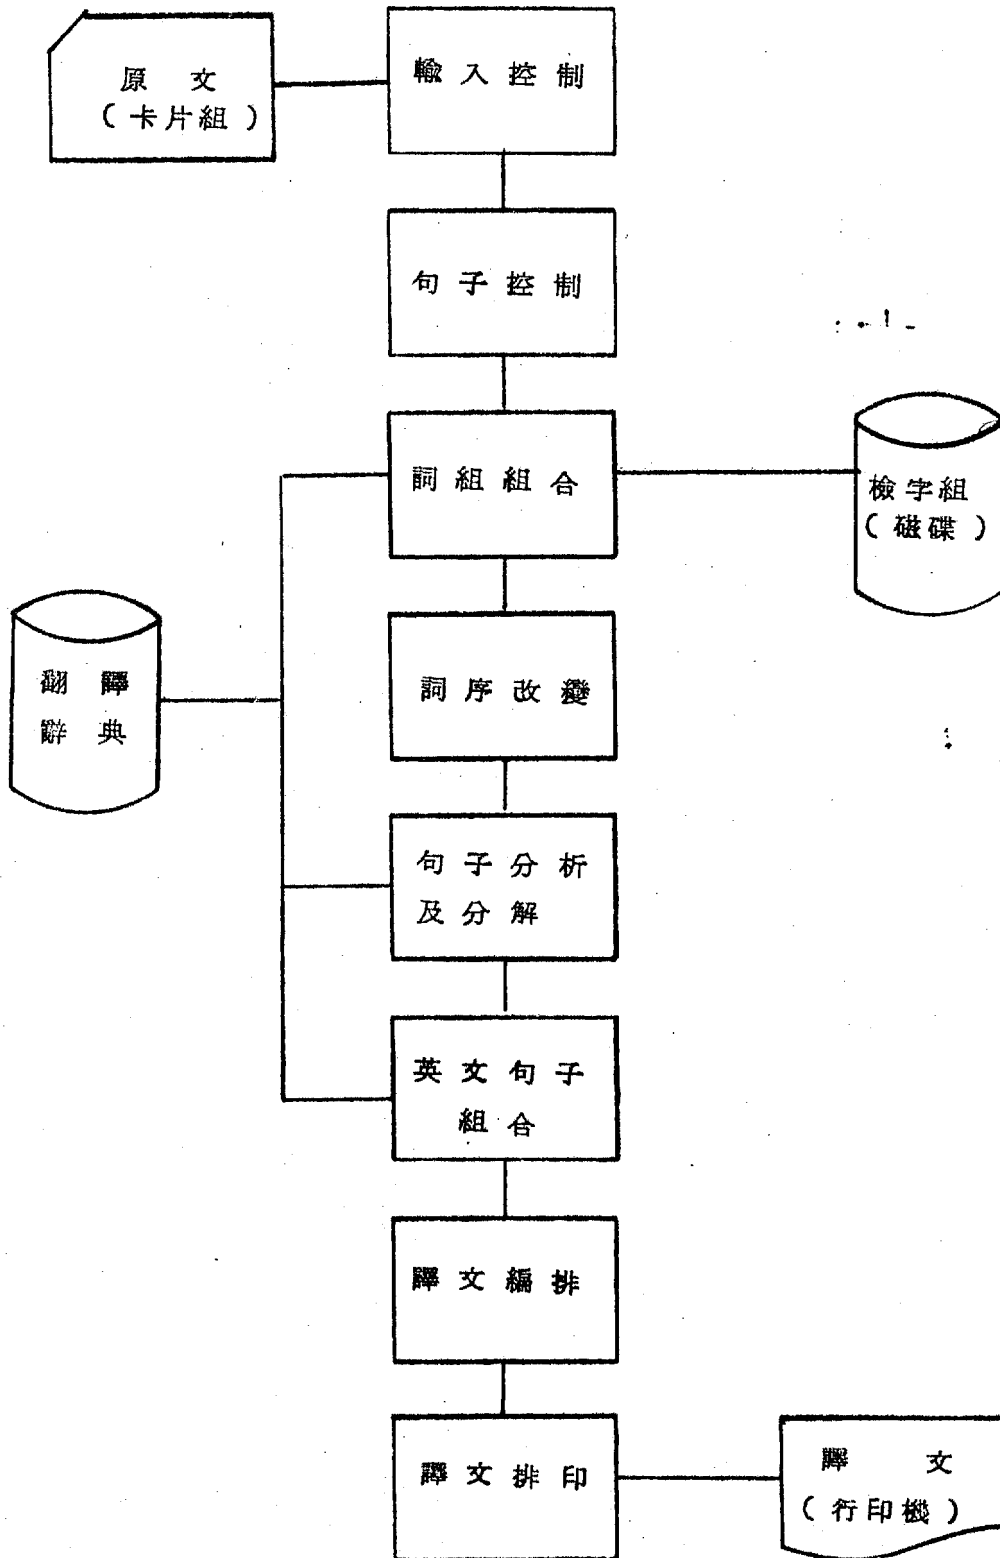 原文
(卡片組)
輸入控制
句子控制
詞組組合
檢字組
(磁碟)
翻譯
辭典
詞序改變
句子分析
及分解
英文句子
組合
譯文編排
譯文排印
譯文
(行印機)